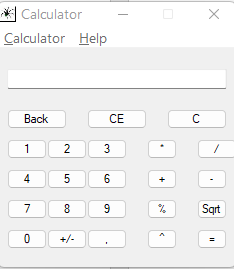 Calculator
Calculator Help
Back CE C
1 2 3 * /
4 5 6 + -
7 8 9 % Sqrt
0 +/- , ^ =